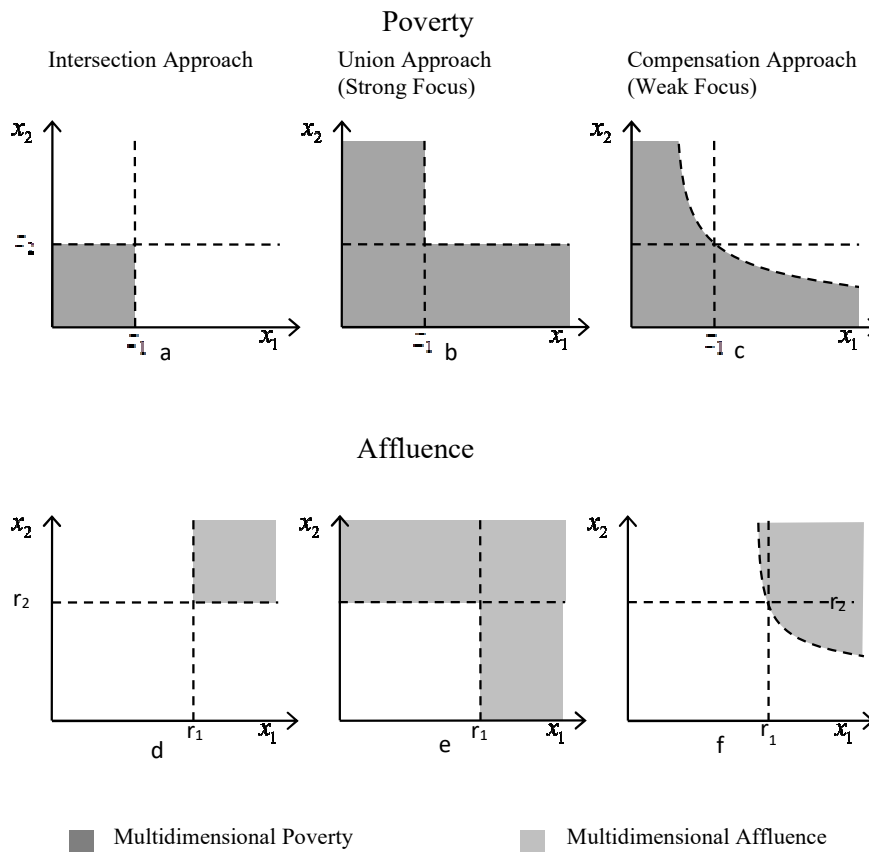 Poverty
Intersection Approach
Union Approach
(Strong Focus)
Compensation Approach
(Weak Focus)
x2
x2
x2
x1
x1
x1
a
b
c
Affluence
x2
x2
x2
r2
r2
r1
r1
r1
x1
x1
x1
d
e
f
Multidimensional Poverty
Multidimensional Affluence